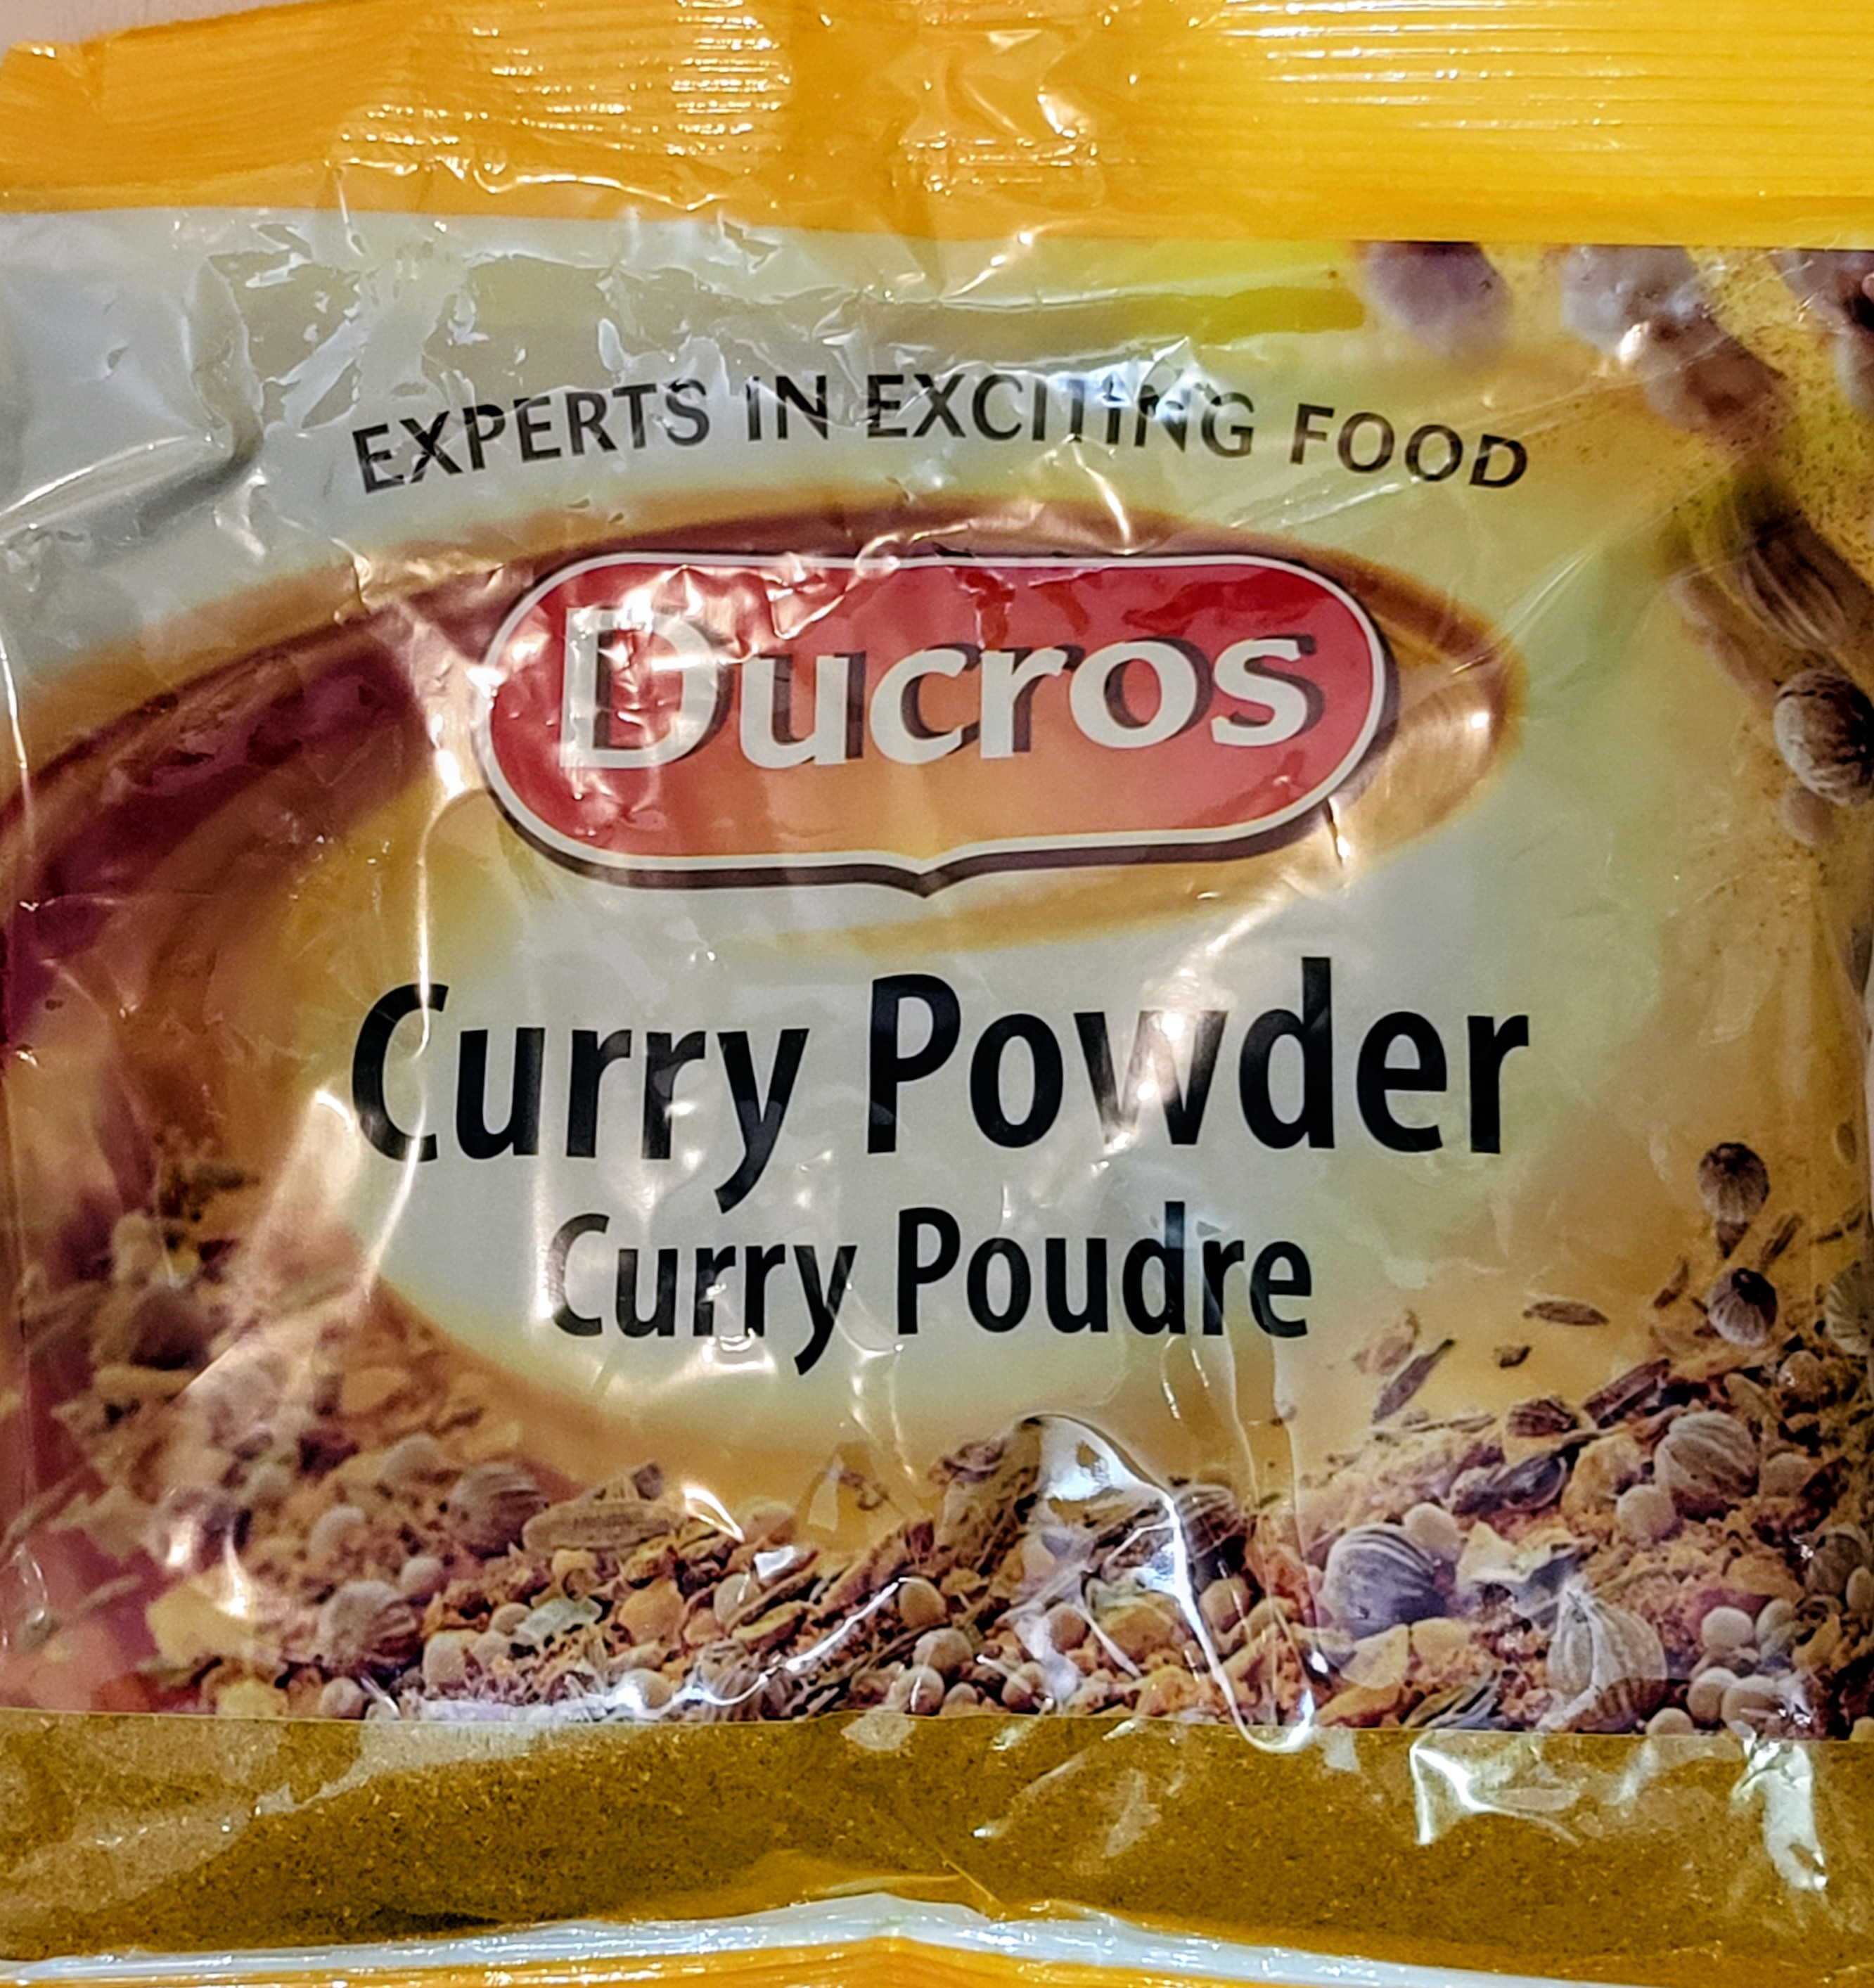 EXPERTS IN EXCITING FOOD
Ducros
Curry Powder
Curry Poudre